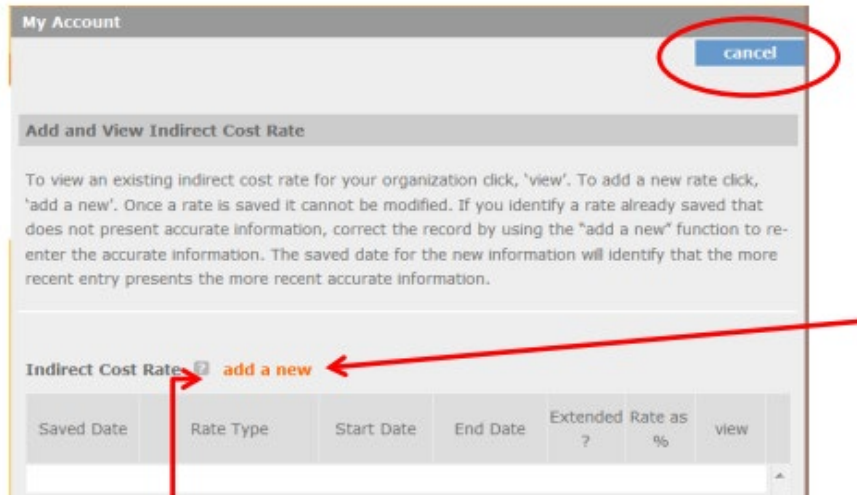 My Account
cancel
Add and View Indirect Cost Rate
To view an existing indirect cost rate for your organization click, 'view'. To add a new rate click,
'add a new'. Once a rate is saved it cannot be modified. If you identify a rate already saved that
does not present accurate information, correct the record by using the "add a new" function to re-
enter the accurate information. The saved date for the new information will identify that the more
recent entry presents the more recent accurate information.
Indirect Cost Rate ? add a new
Saved Date Rate Type Start Date End Date Extended ? Rate as % view